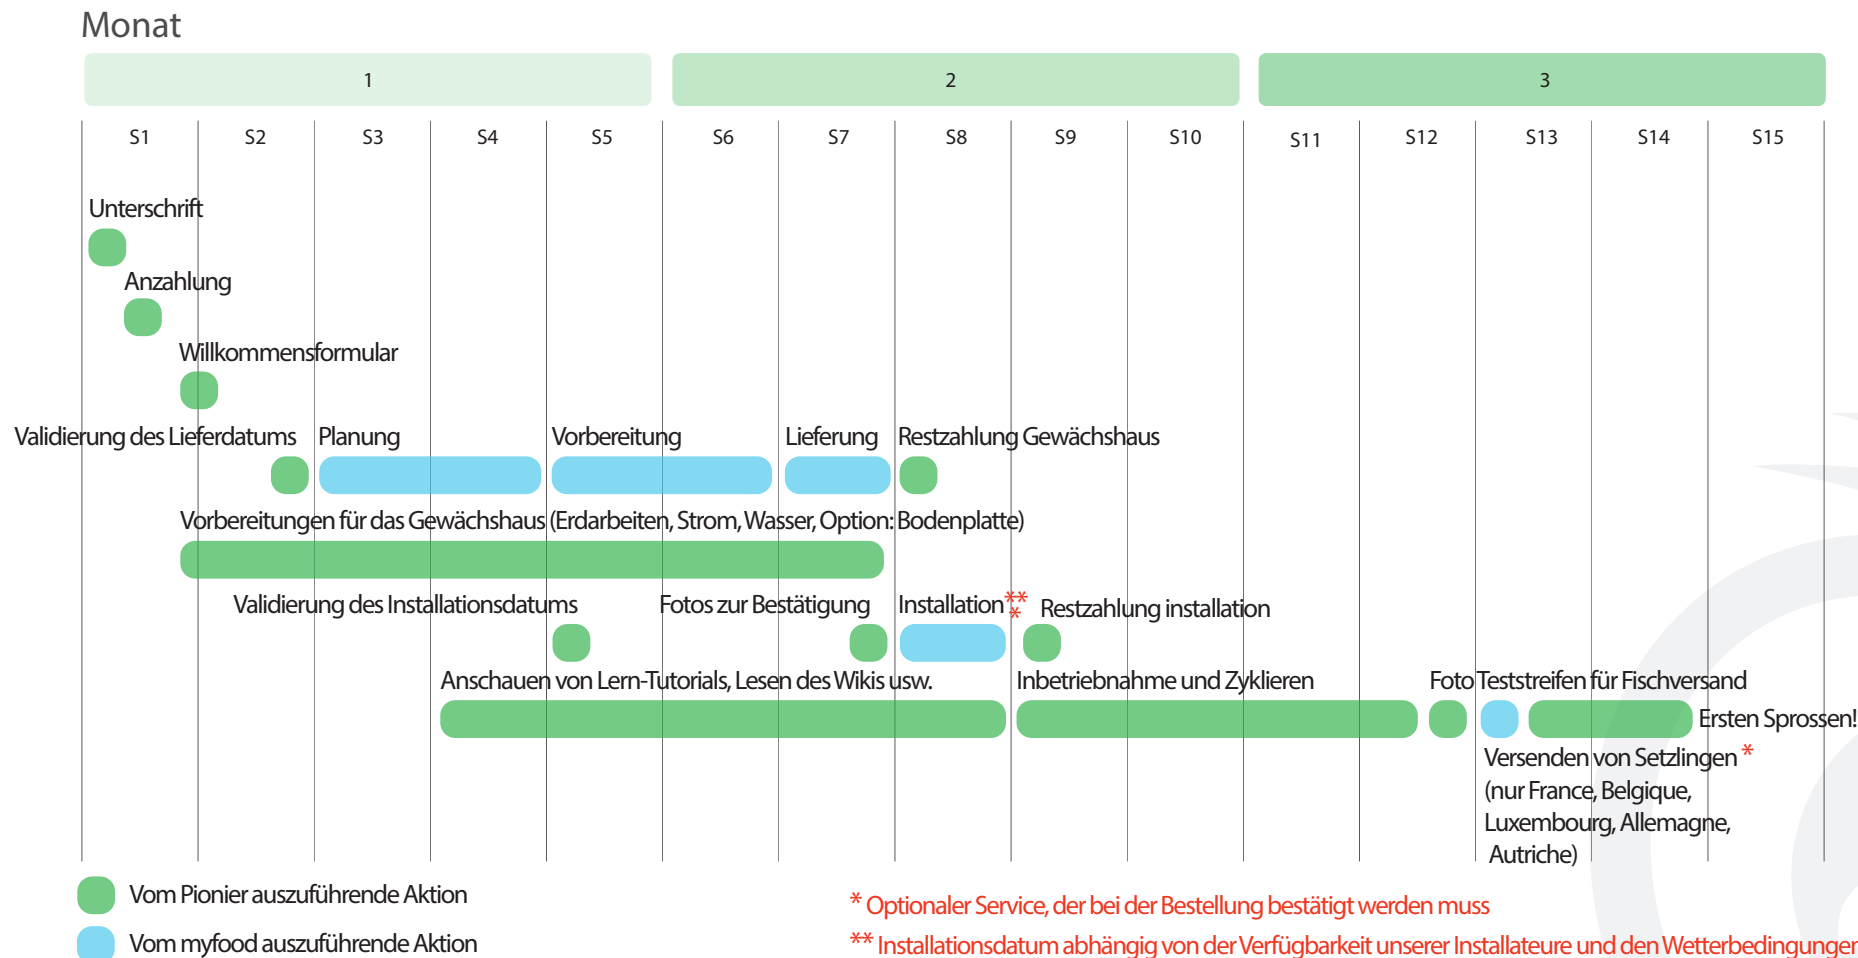 Monat
1 2 3
S1 S2 S3 S4 S5 S6 S7 S8 S9 S10 S11 S12 S13 S14 S15
Unterschrift
Anzahlung
Willkommensformular
Validierung des Lieferdatums Planung Vorbereitung Lieferung Restzahlung Gewächshaus
Vorbereitungen für das Gewächshaus (Erdarbeiten, Strom, Wasser, Option: Bodenplatte)
Validierung des Installationsdatums Fotos zur Bestätigung Installation*** Restzahlung installation
Anschauen von Lern-Tutorials, Lesen des Wikis usw. Inbetriebnahme und Zyklieren Foto Teststreifen für Fischversand
Ersten Sprossen!
Versenden von Setzlingen *
(nur France, Belgique,
Luxembourg, Allemagne,
Autriche)
Vom Pionier auszuführende Aktion
Vom myfood auszuführende Aktion
* Optionaler Service, der bei der Bestellung bestätigt werden muss
** Installationsdatum abhängig von der Verfügbarkeit unserer Installateure und den Wetterbedingungen